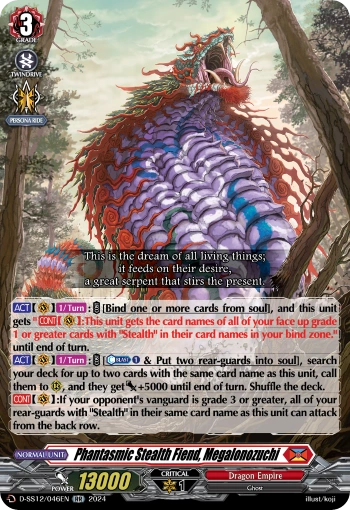 3
GRADE
TWINDRIVE
PERSONA RIDE
This is the dream of all living things;
it feeds on their desire,
a great serpent that stirs the present.
ACT 1/Turn : [Bind one or more cards from soul], and this unit
gets "CONT :This unit gets the card names of all of your face up grade
1 or greater cards with "Stealth" in their card names in your bind zone."
until end of turn.
ACT 1/Turn : [BLAST 1 & Put two rear-guards into soul], search
your deck for up to two cards with the same card name as this unit, call
them to , and they get +5000 until end of turn. Shuffle the deck.
CONT :If your opponent's vanguard is grade 3 or greater, all of your
rear-guards with "Stealth" in their same card name as this unit can attack
from the back row.
NORMAL UNIT Phantasmic Stealth Fiend, Megalonozuchi
POWER 13000 CRITICAL 1 Dragon Empire
Ghost
D-SS12/046EN RR 2024 illust/koji